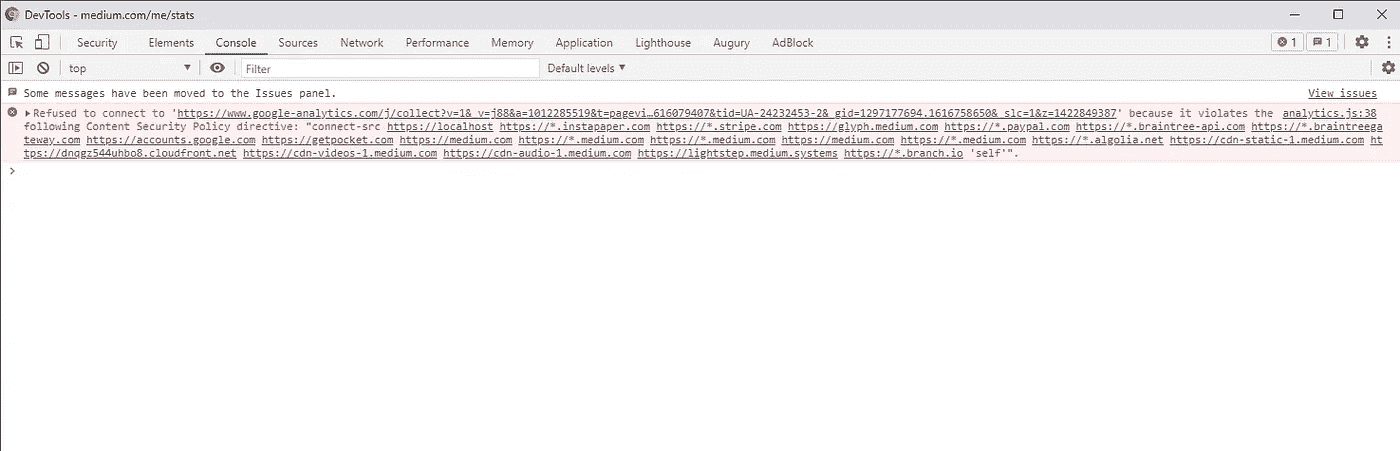 DevTools - medium.com/me/stats
Security Elements Console Sources Network Performance Memory Application Lighthouse Augury AdBlock 1 1
top Filter Default levels
Some messages have been moved to the Issues panel. View issues
Refused to connect to 'https://www.google-analytics.com/j/collect?v=1&_v=j88&a=1012285519&t=pagevi…616079407&tid=UA-24232453-2&_gid=1297177694.1616758650&_slc=1&z=1422849387' because it violates the analytics.js:38
following Content Security Policy directive: "connect-src https://localhost https://*.instapaper.com https://*.stripe.com https://glyph.medium.com https://*.paypal.com https://*.braintree-api.com https://*.braintreega
teway.com https://accounts.google.com https://getpocket.com https://medium.com https://*.medium.com https://medium.com https://*.medium.com https://*.algolia.net https://cdn-static-1.medium.com ht
tps://dnqgz544uhbo8.cloudfront.net https://cdn-videos-1.medium.com https://cdn-audio-1.medium.com https://lightstep.medium.systems https://*.branch.io 'self'".